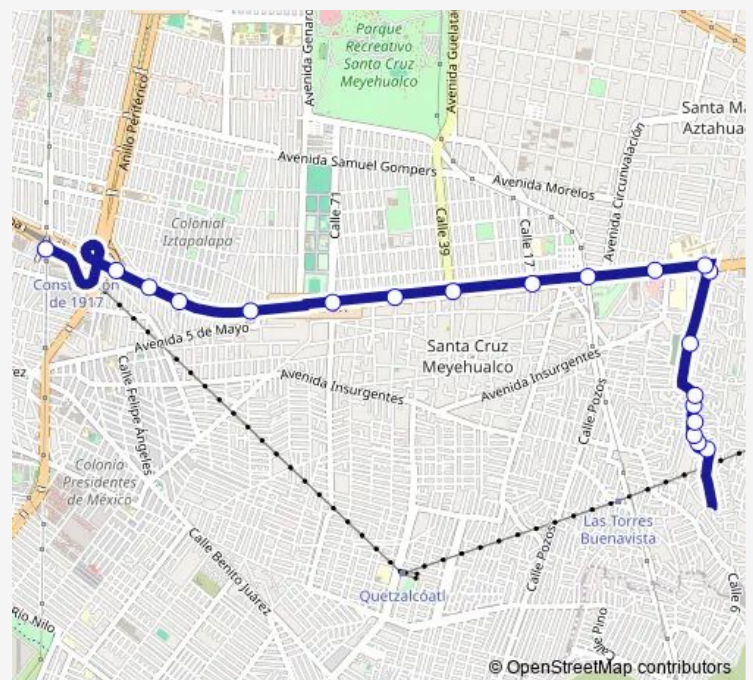 Parque
Recreativo
Santa Cruz
Meyehualco
Avenida Genaro
Avenida Guelatao
Anillo Periférico
Santa M
Aztahua
Avenida Samuel Gompers
Avenida Morelos
Avenida Circunvalación
Calle 71
Calle 39
Calle 17
Colonial
Iztapalapa
de 1917
Avenida 5 de Mayo
Santa Cruz
Meyehualco
Avenida Insurgentes
Avenida Insurgentes
Calle Felipe Ángeles
Calle Pozos
Colonia
Presidentes
de México
Las Torres
Buenavista
Calle Pozos
Calle Benito Juárez
Quetzalcóatl
Calle 6
Calle Pino
Río Nilo
© OpenStreetMap contributors